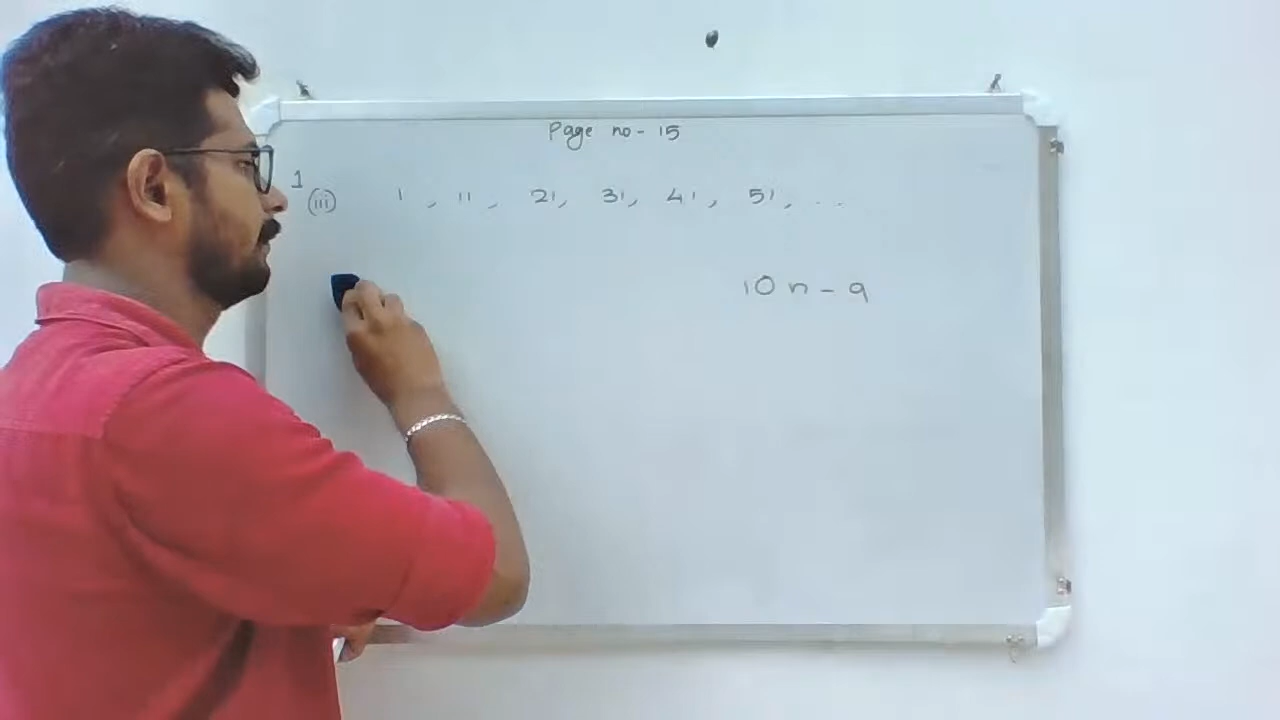 Page no - 15
1
(iii) 1, 11, 21, 31, 41, 51, ...
10n - 9